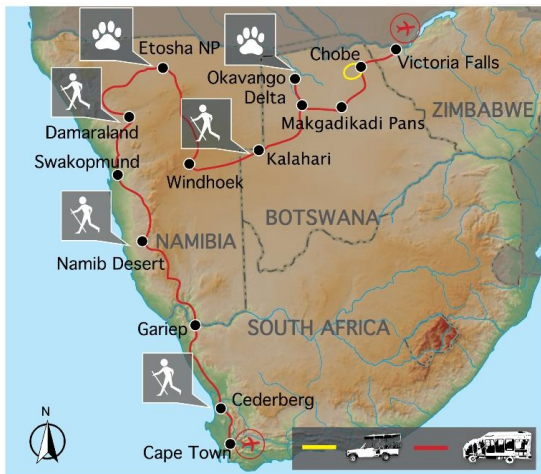 Etosha NP
Chobe
Victoria Falls
Okavango
Delta
ZIMBABWE
Damaraland
Makgadikadi Pans
Swakopmund
Kalahari
Windhoek
BOTSWANA
NAMIBIA
Namib Desert
Gariep
SOUTH AFRICA
Cederberg
N
Cape Town